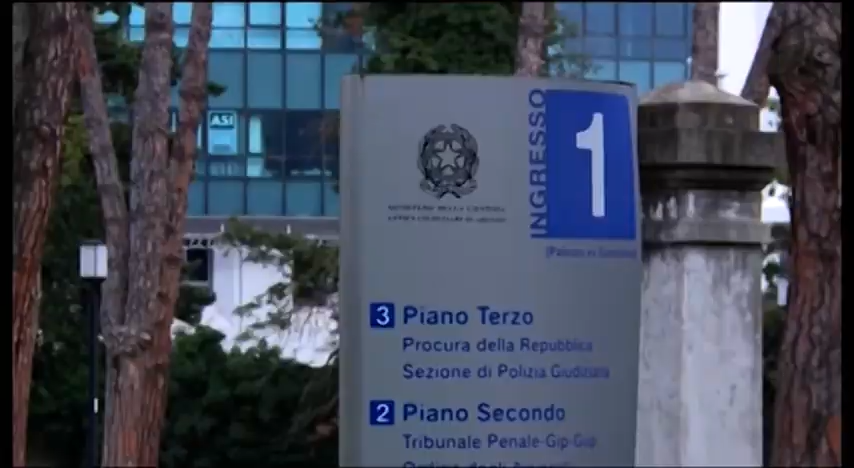 ASI
INGRESSO
1
3 Piano Terzo
Procura della Repubblica
Sezione di Polizia Giudiziaria
2 Piano Secondo
Tribunale Penale-Gip-Gup